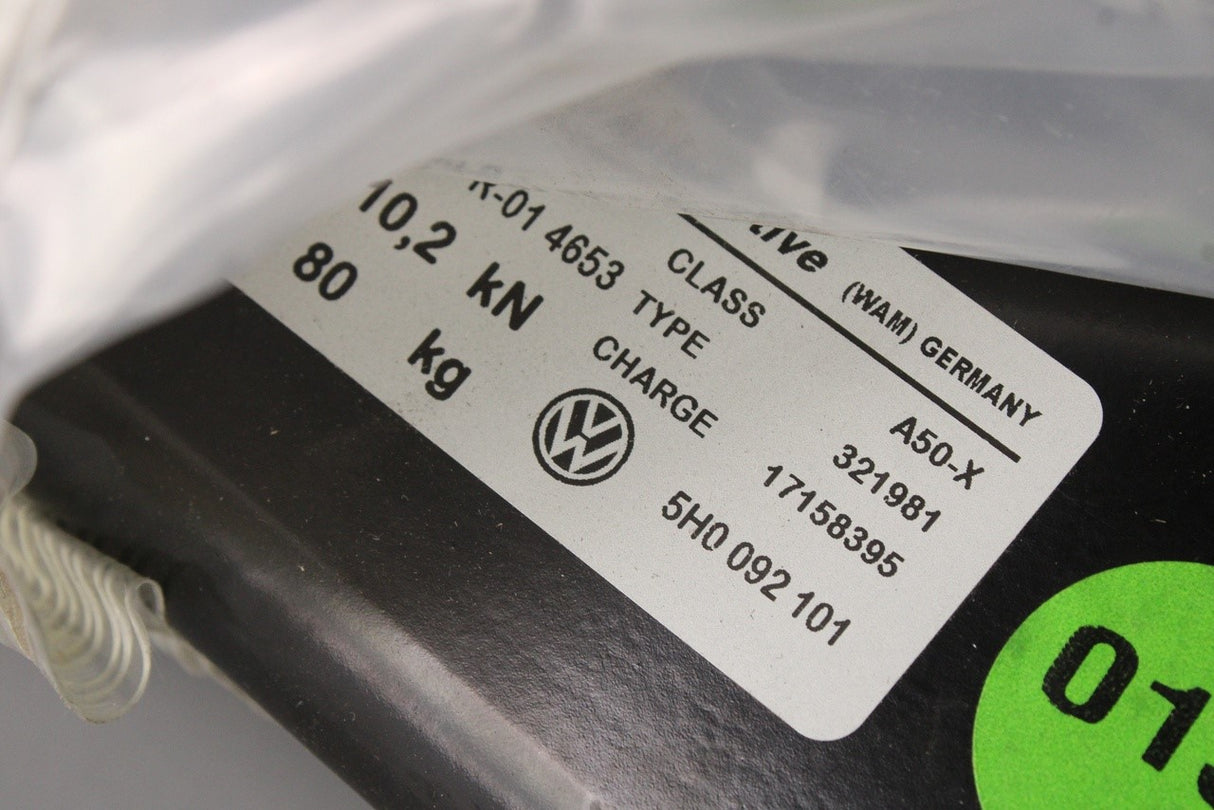 (WAM) GERMANY
CLASS A50-X
R-01 4653 TYPE 321981
10,2 kN CHARGE 17158395
80 kg 5H0 092 101